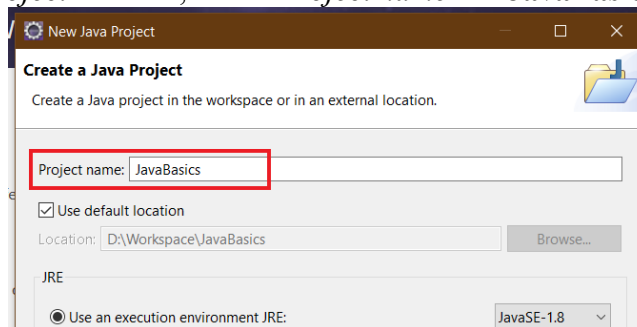 New Java Project
Create a Java Project
Create a Java project in the workspace or in an external location.
Project name: JavaBasics
Use default location
Location: D:\Workspace\JavaBasics Browse...
JRE
Use an execution environment JRE: JavaSE-1.8